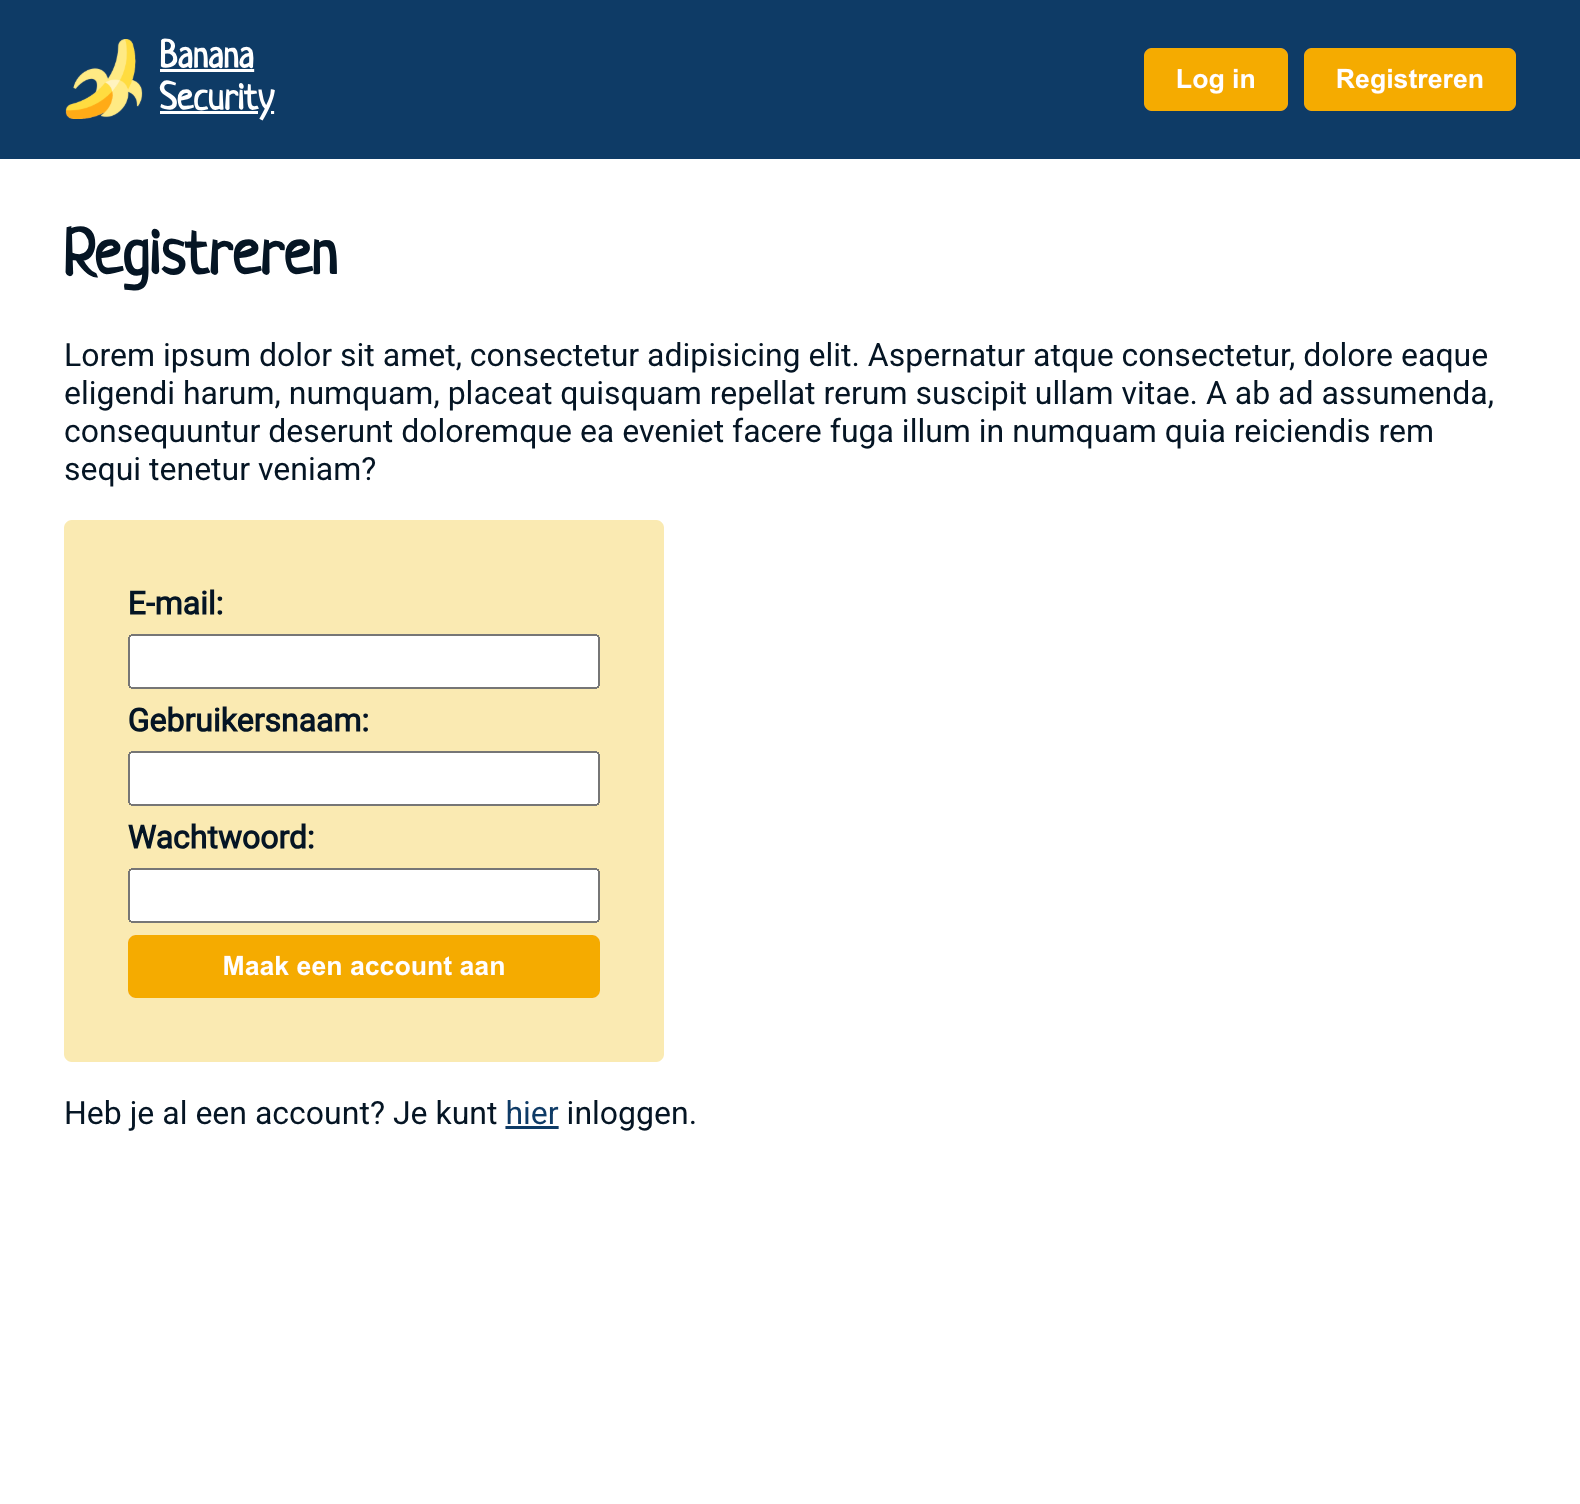 Banana
Security
Log in
Registreren
Registreren
Lorem ipsum dolor sit amet, consectetur adipisicing elit. Aspernatur atque consectetur, dolore eaque
eligendi harum, numquam, placeat quisquam repellat rerum suscipit ullam vitae. A ab ad assumenda,
consequuntur deserunt doloremque ea eveniet facere fuga illum in numquam quia reiciendis rem
sequi tenetur veniam?
E-mail:
Gebruikersnaam:
Wachtwoord:
Maak een account aan
Heb je al een account? Je kunt hier inloggen.